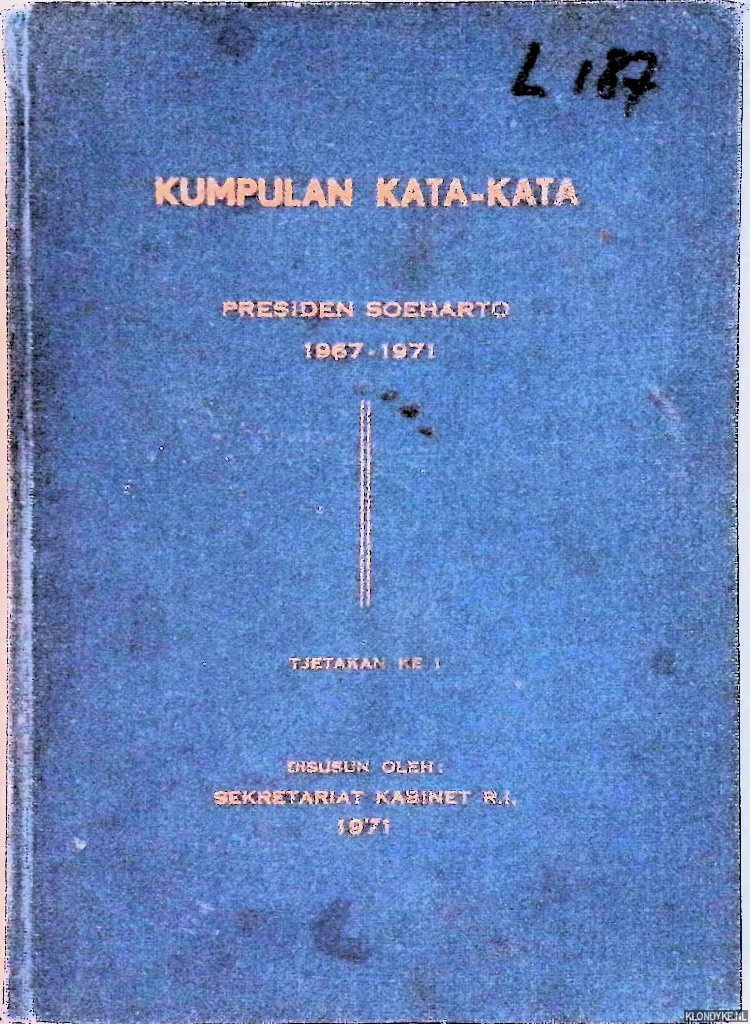 L 187
KUMPULAN KATA-KATA
PRESIDEN SOEHARTO
1967-1971
TJETAKAN KE I
DISUSUN OLEH:
SEKRETARIAT KABINET R.I.
1971
KLONDYKE.NL